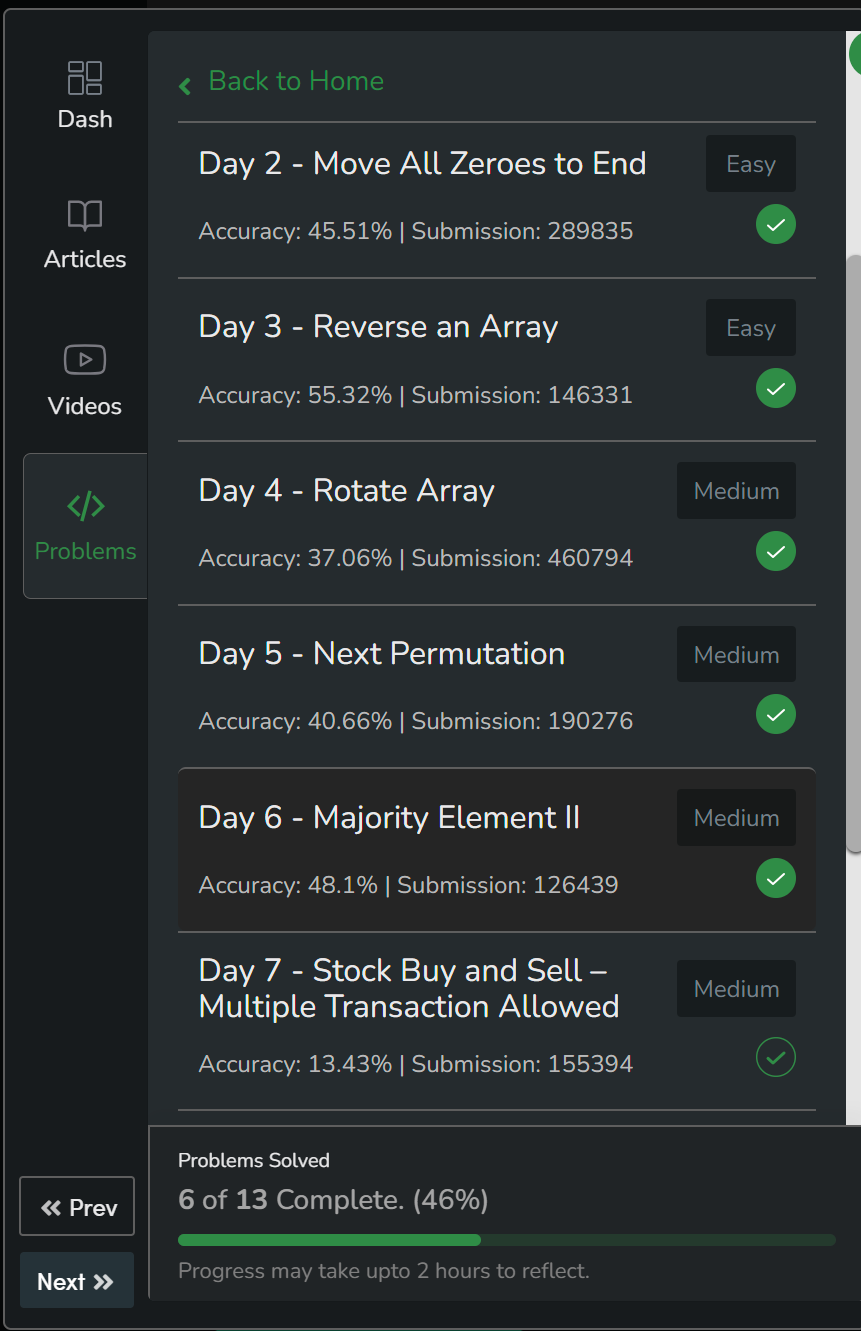 Dash
Articles
Videos
Problems
Back to Home
Day 2 - Move All Zeroes to End
Easy
Accuracy: 45.51% | Submission: 289835
Day 3 - Reverse an Array
Easy
Accuracy: 55.32% | Submission: 146331
Day 4 - Rotate Array
Medium
Accuracy: 37.06% | Submission: 460794
Day 5 - Next Permutation
Medium
Accuracy: 40.66% | Submission: 190276
Day 6 - Majority Element II
Medium
Accuracy: 48.1% | Submission: 126439
Day 7 - Stock Buy and Sell –
Multiple Transaction Allowed
Medium
Accuracy: 13.43% | Submission: 155394
Problems Solved
6 of 13 Complete. (46%)
Progress may take upto 2 hours to reflect.
Prev
Next